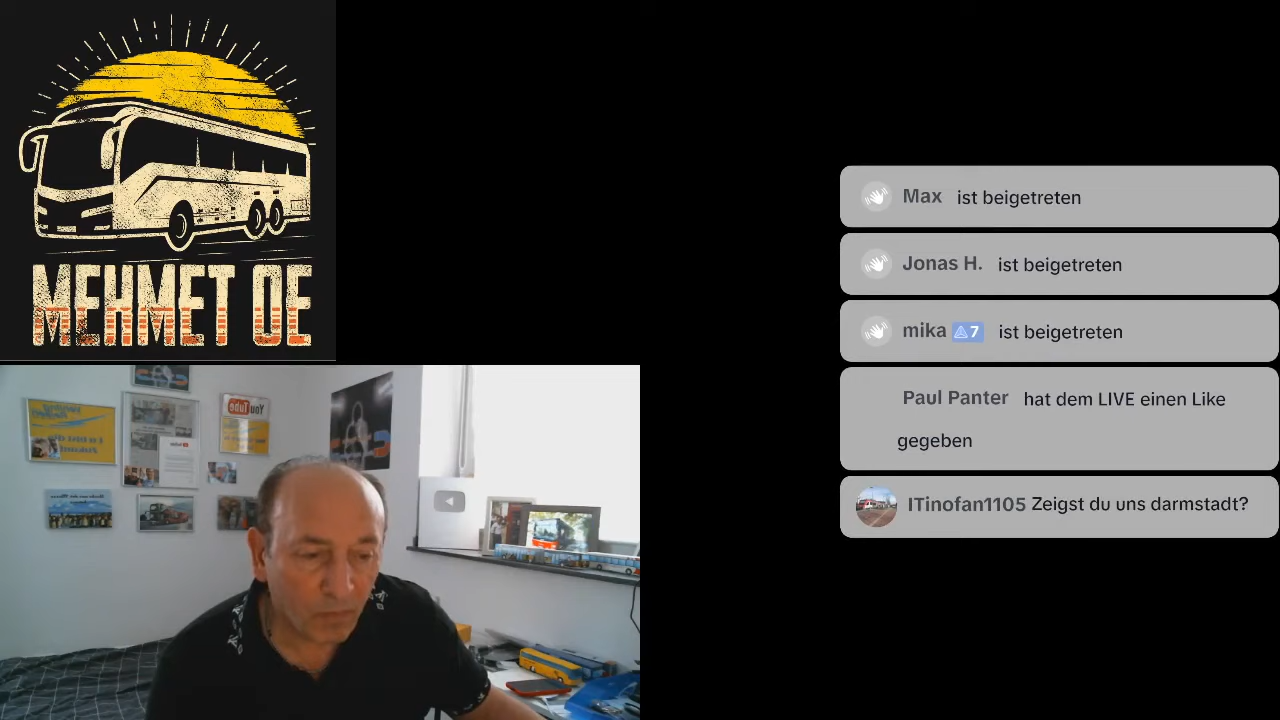 MEHMET OE
YouTube
Max ist beigetreten
Jonas H. ist beigetreten
mika 7 ist beigetreten
Paul Panter hat dem LIVE einen Like
gegeben
ITinofan1105 Zeigst du uns darmstadt?